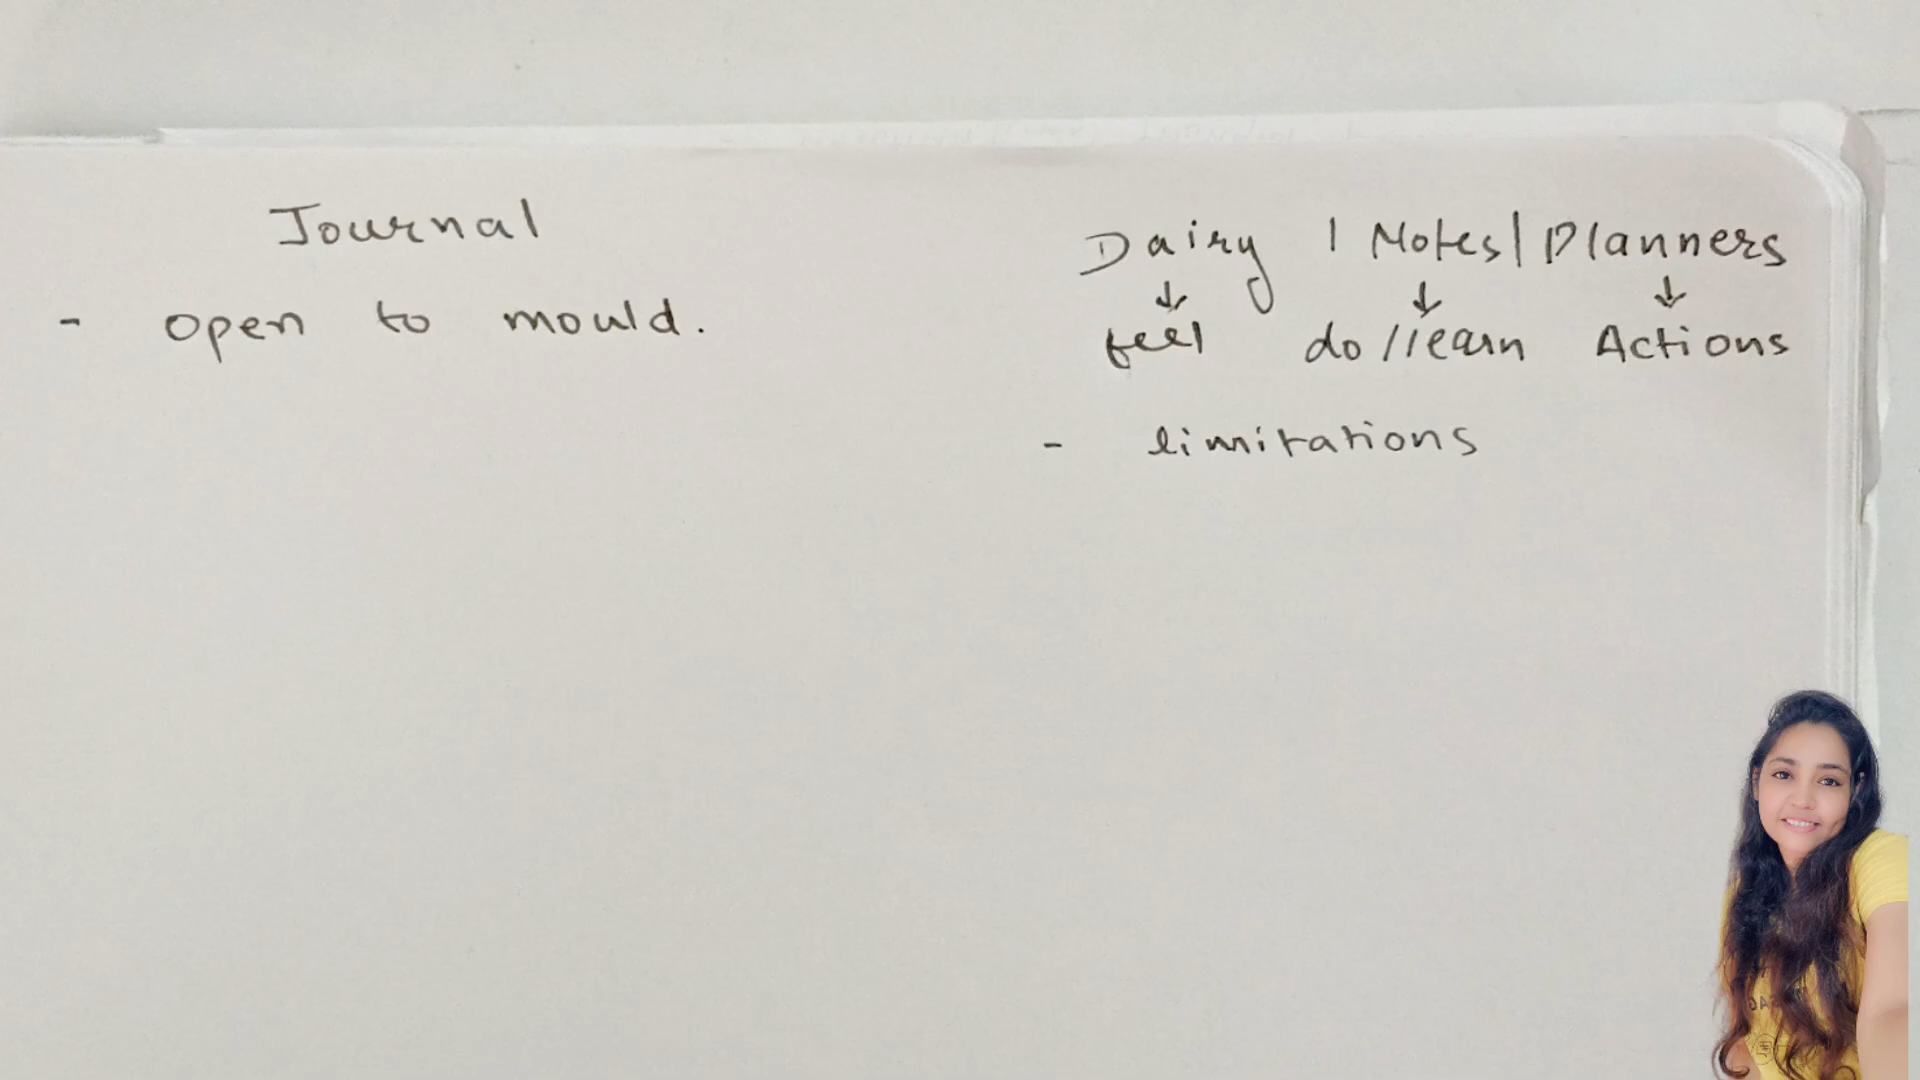 Journal
- open to mould.
Dairy | Notes | Planners
↓ ↓ ↓
feel do/learn Actions
- limitations